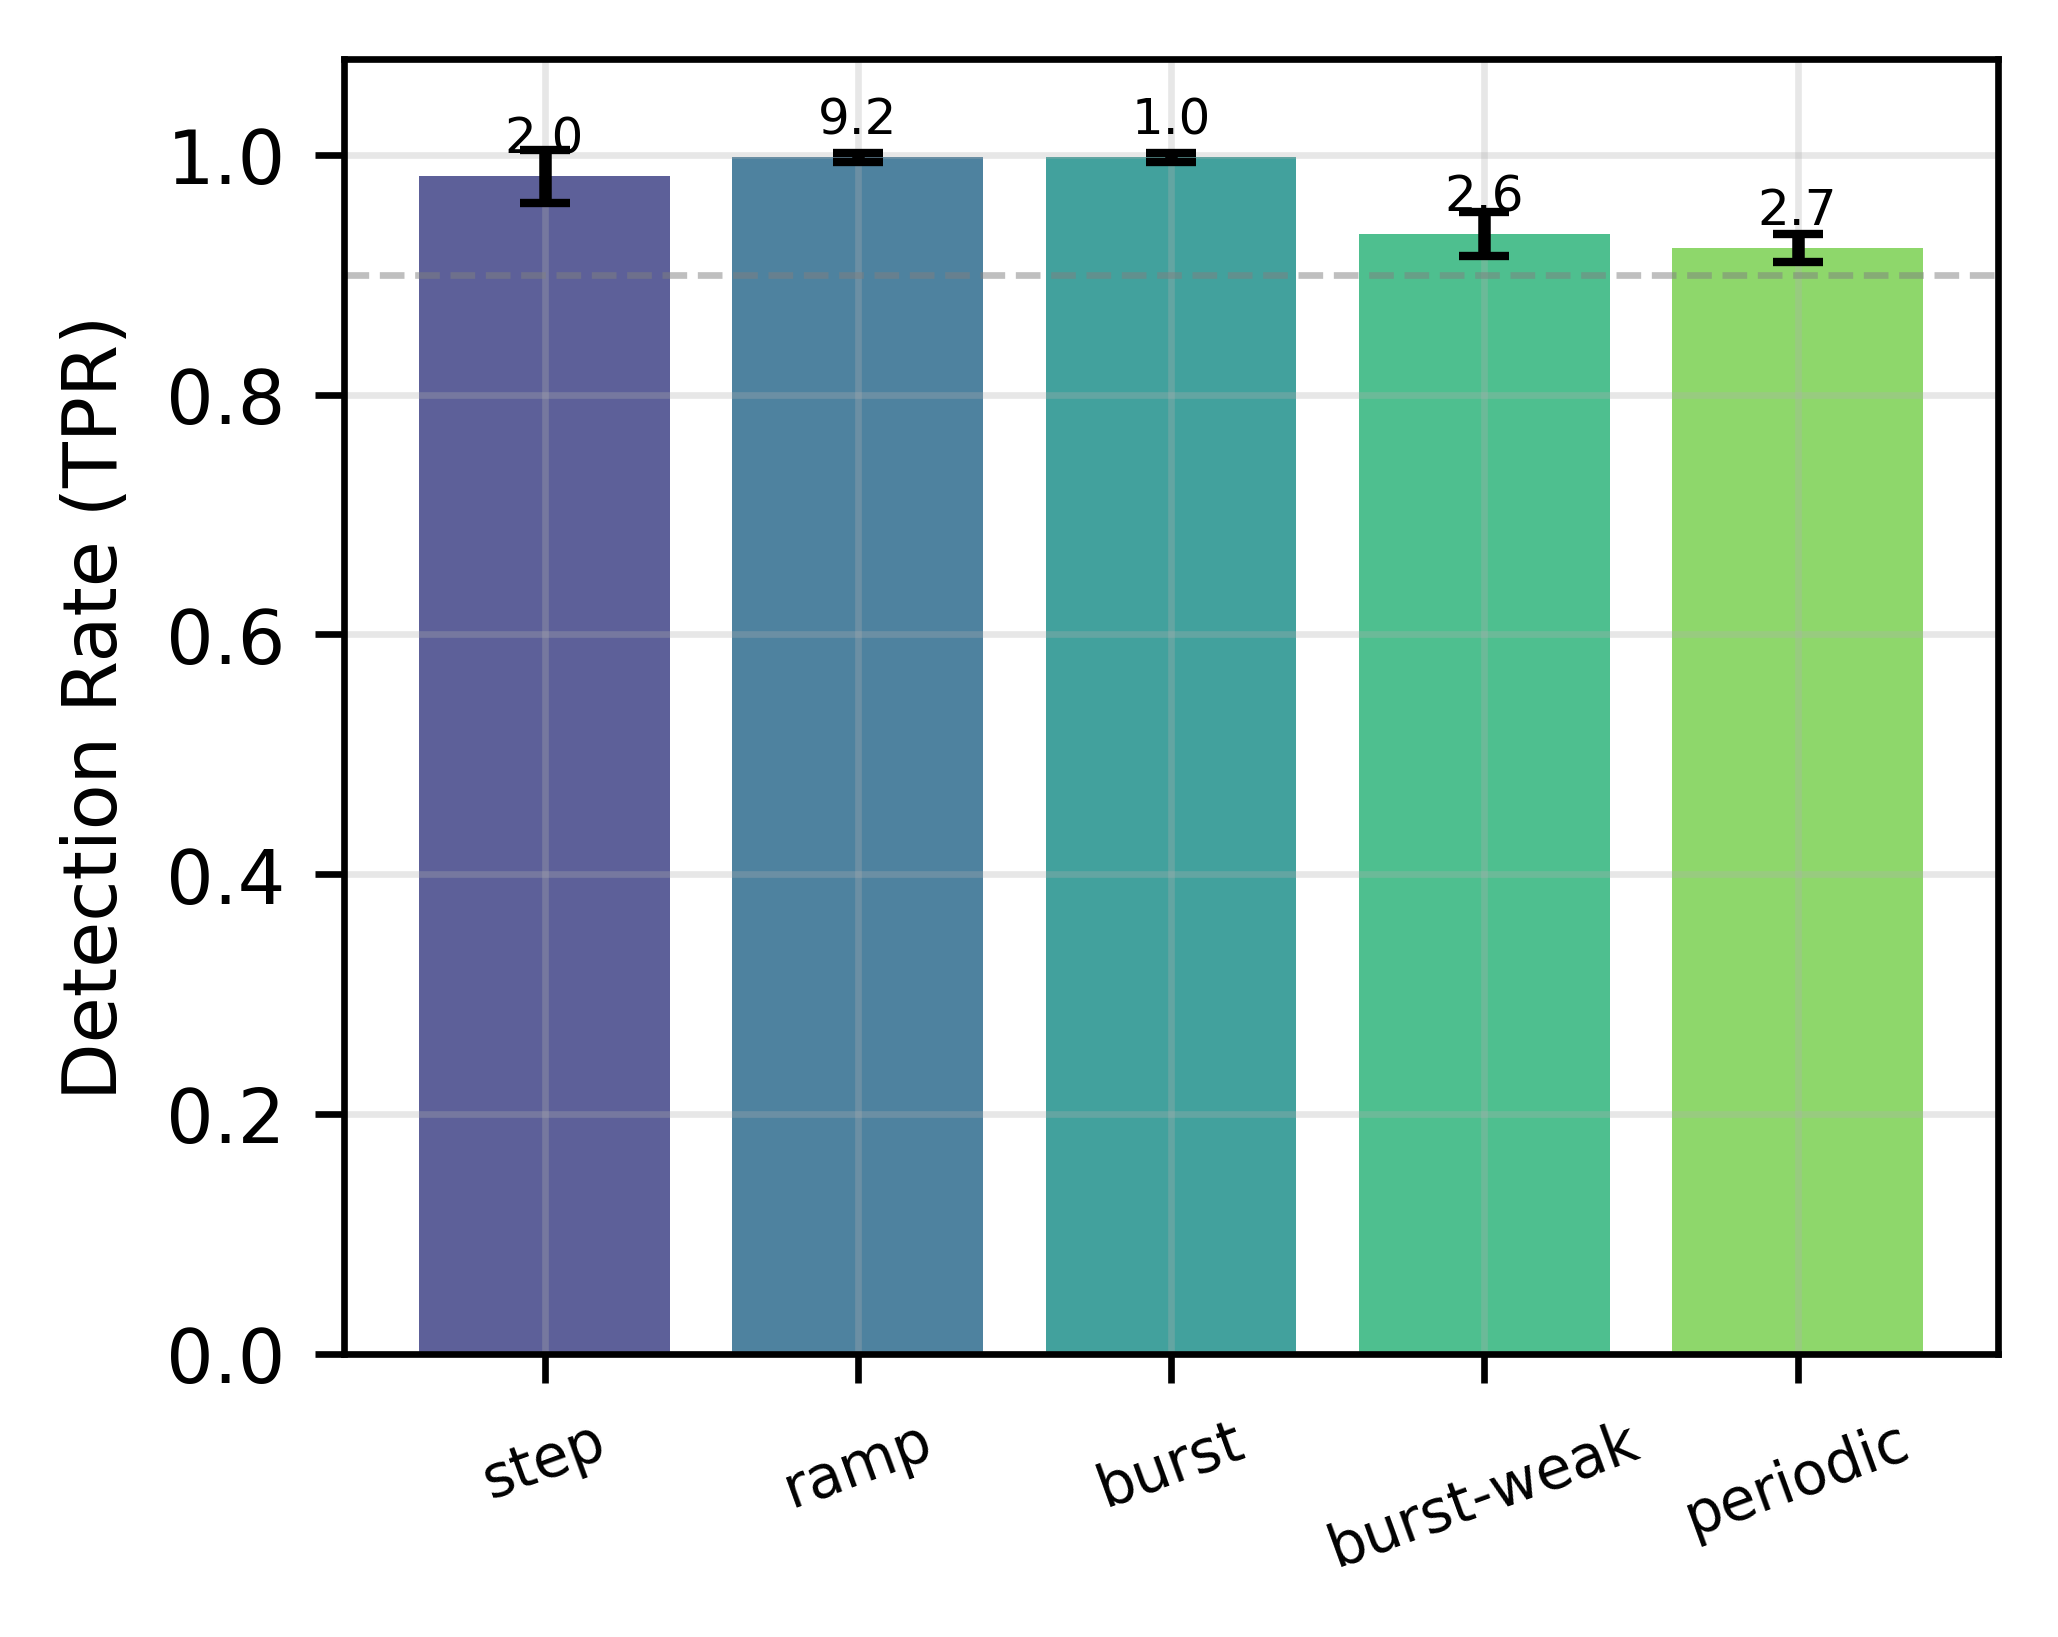 Detection Rate (TPR)
1.0
0.8
0.6
0.4
0.2
0.0
2.0
9.2
1.0
2.6
2.7
step
ramp
burst
burst-weak
periodic